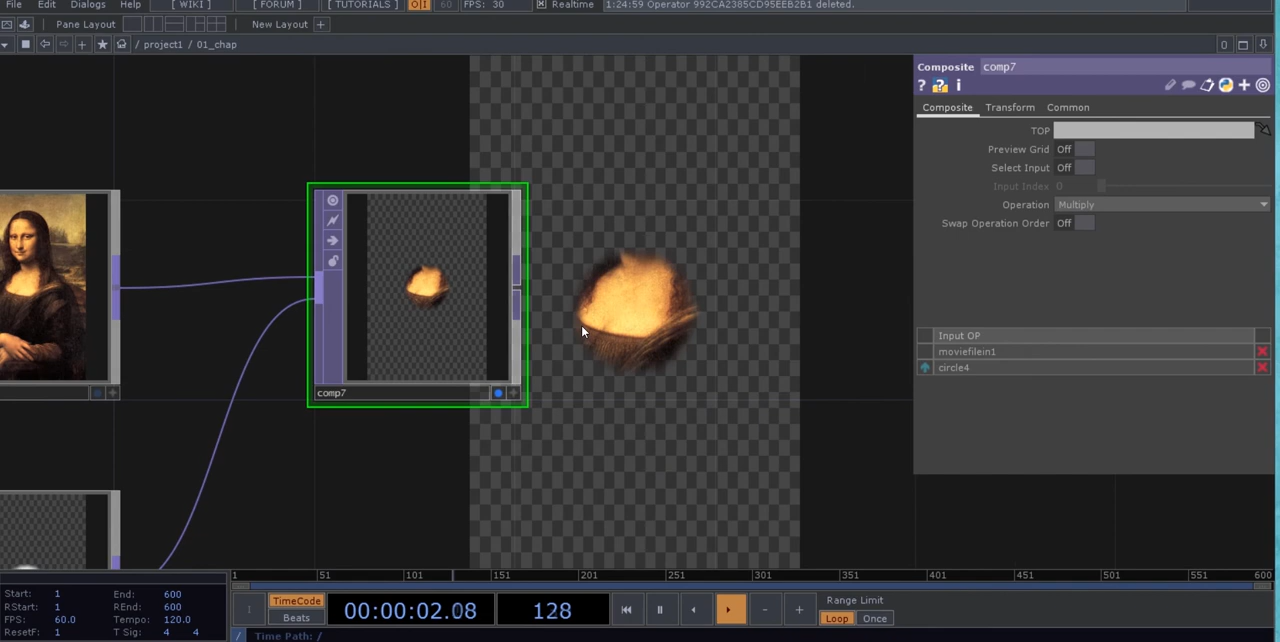 File Edit Dialogs Help [ WIKI ] [ FORUM ] [ TUTORIALS ] O|I 60 FPS: 30 Realtime 1:24:59 Operator 992CA2385CD95EEB2B1 deleted.
Pane Layout New Layout +
/ project1 / 01_chap 0
Composite comp7
? ? i
Composite Transform Common
TOP
Preview Grid Off
Select Input Off
Input Index 0
Operation Multiply
Swap Operation Order Off
Input OP
moviefilein1
circle4
comp7
1 51 101 151 201 251 301 351 401 451 501 551 600
Start: 1 End: 600
RStart: 1 REnd: 600
FPS: 60.0 Tempo: 120.0
ResetF: 1 T Sig: 4 4
TimeCode
Beats
00:00:02.08 128
- +
Range Limit
Loop Once
/ Time Path: /